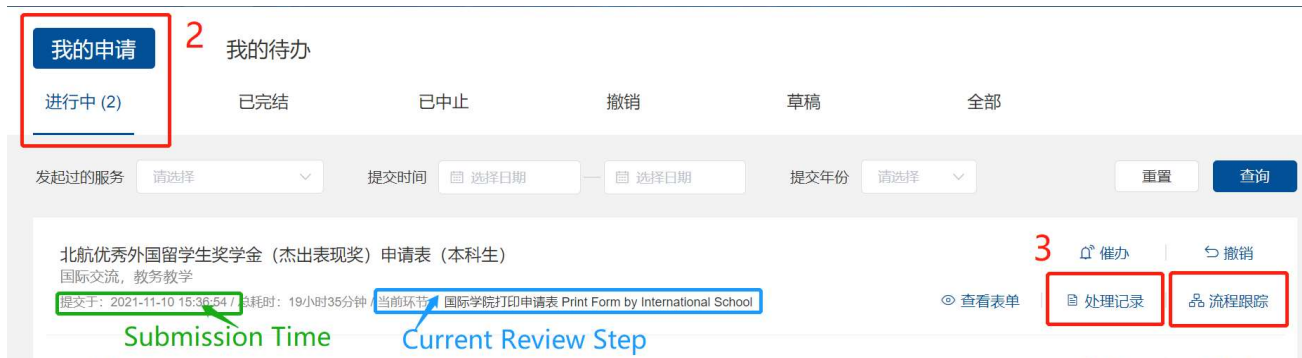 我的申请 2 我的待办
进行中 (2) 已完结 已中止 撤销 草稿 全部
发起过的服务 请选择 提交时间 选择日期 — 选择日期 提交年份 请选择 重置 查询
北航优秀外国留学生奖学金（杰出表现奖）申请表（本科生） 3 催办 撤销
国际交流，教务教学
提交于：2021-11-10 15:36:54 / 总耗时：19小时35分钟 / 当前环节： 国际学院打印申请表 Print Form by International School 查看表单 处理记录 流程跟踪
Submission Time Current Review Step